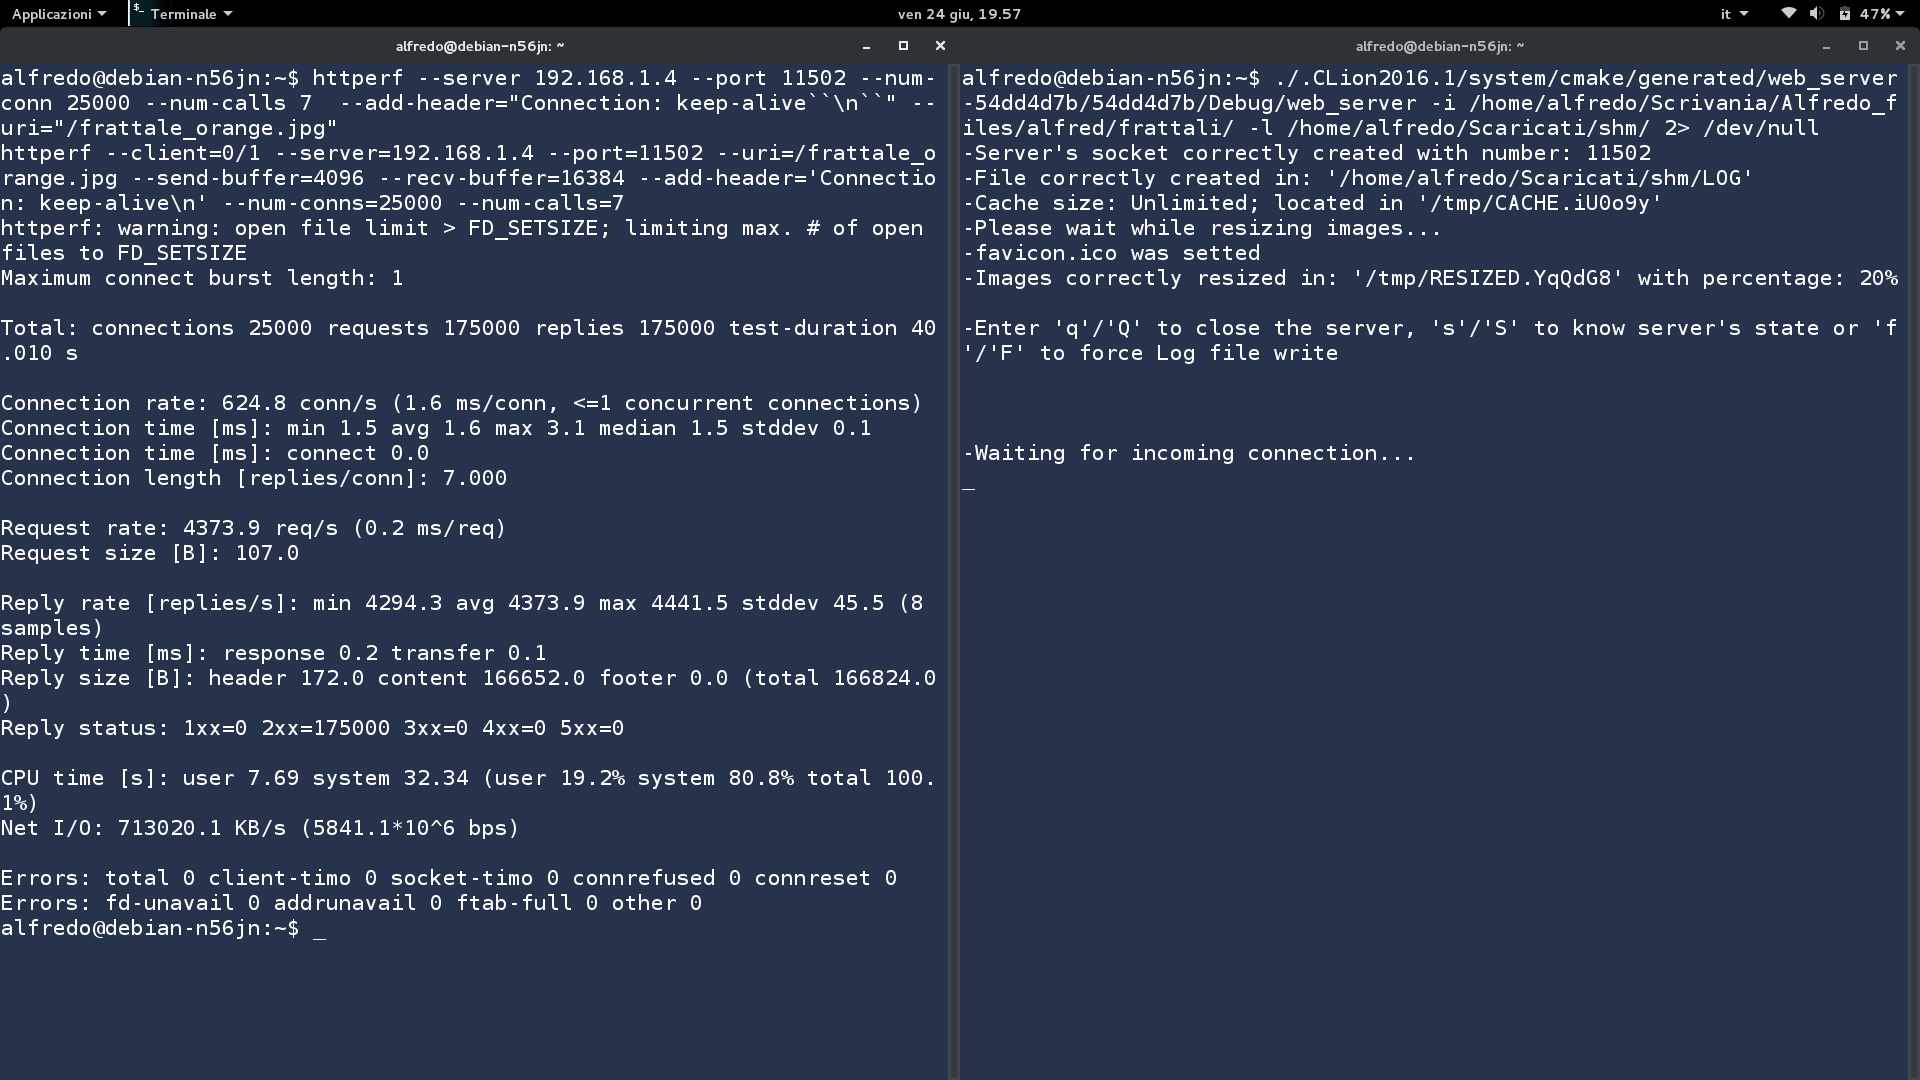 Applicazioni
Terminale
ven 24 giu, 19.57
it
47%
alfredo@debian-n56jn: ~
alfredo@debian-n56jn:~$ httperf --server 192.168.1.4 --port 11502 --num-
conn 25000 --num-calls 7  --add-header="Connection: keep-alive``\n``" --
uri="/frattale_orange.jpg"
httperf --client=0/1 --server=192.168.1.4 --port=11502 --uri=/frattale_o
range.jpg --send-buffer=4096 --recv-buffer=16384 --add-header='Connectio
n: keep-alive\n' --num-conns=25000 --num-calls=7
httperf: warning: open file limit > FD_SETSIZE; limiting max. # of open
files to FD_SETSIZE
Maximum connect burst length: 1
Total: connections 25000 requests 175000 replies 175000 test-duration 40
.010 s
Connection rate: 624.8 conn/s (1.6 ms/conn, <=1 concurrent connections)
Connection time [ms]: min 1.5 avg 1.6 max 3.1 median 1.5 stddev 0.1
Connection time [ms]: connect 0.0
Connection length [replies/conn]: 7.000
Request rate: 4373.9 req/s (0.2 ms/req)
Request size [B]: 107.0
Reply rate [replies/s]: min 4294.3 avg 4373.9 max 4441.5 stddev 45.5 (8
samples)
Reply time [ms]: response 0.2 transfer 0.1
Reply size [B]: header 172.0 content 166652.0 footer 0.0 (total 166824.0
)
Reply status: 1xx=0 2xx=175000 3xx=0 4xx=0 5xx=0
CPU time [s]: user 7.69 system 32.34 (user 19.2% system 80.8% total 100.
1%)
Net I/O: 713020.1 KB/s (5841.1*10^6 bps)
Errors: total 0 client-timo 0 socket-timo 0 connrefused 0 connreset 0
Errors: fd-unavail 0 addrunavail 0 ftab-full 0 other 0
alfredo@debian-n56jn:~$ _
alfredo@debian-n56jn: ~
alfredo@debian-n56jn:~$ ./.CLion2016.1/system/cmake/generated/web_server
-54dd4d7b/54dd4d7b/Debug/web_server -i /home/alfredo/Scrivania/Alfredo_f
iles/alfred/frattali/ -l /home/alfredo/Scaricati/shm/ 2> /dev/null
-Server's socket correctly created with number: 11502
-File correctly created in: '/home/alfredo/Scaricati/shm/LOG'
-Cache size: Unlimited; located in '/tmp/CACHE.iU0o9y'
-Please wait while resizing images...
-favicon.ico was setted
-Images correctly resized in: '/tmp/RESIZED.YqQdG8' with percentage: 20%
-Enter 'q'/'Q' to close the server, 's'/'S' to know server's state or 'f
'/'F' to force Log file write
-Waiting for incoming connection...
_